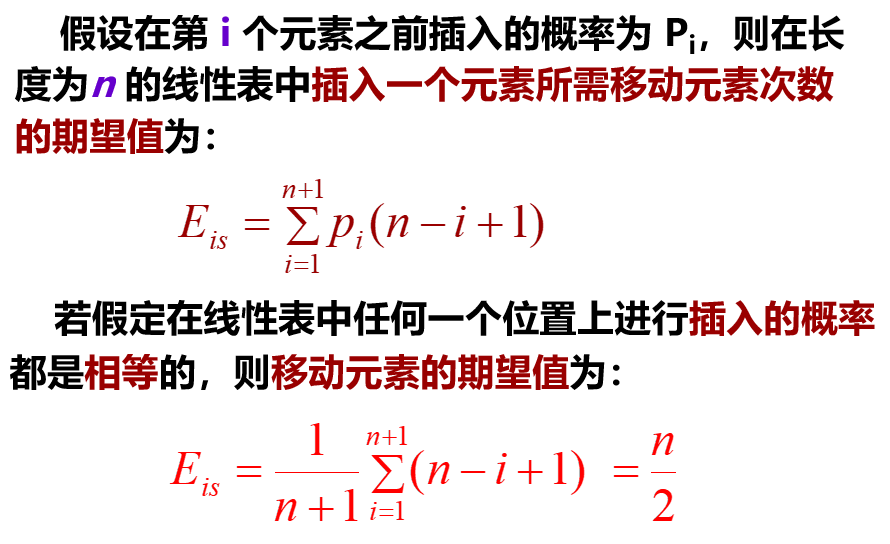 假设在第 i 个元素之前插入的概率为 Pi，则在长
度为n 的线性表中插入一个元素所需移动元素次数
的期望值为：
E_{is} = \sum_{i=1}^{n+1} p_i(n-i+1)
若假定在线性表中任何一个位置上进行插入的概率
都是相等的，则移动元素的期望值为：
E_{is} = \frac{1}{n+1} \sum_{i=1}^{n+1} (n-i+1) = \frac{n}{2}